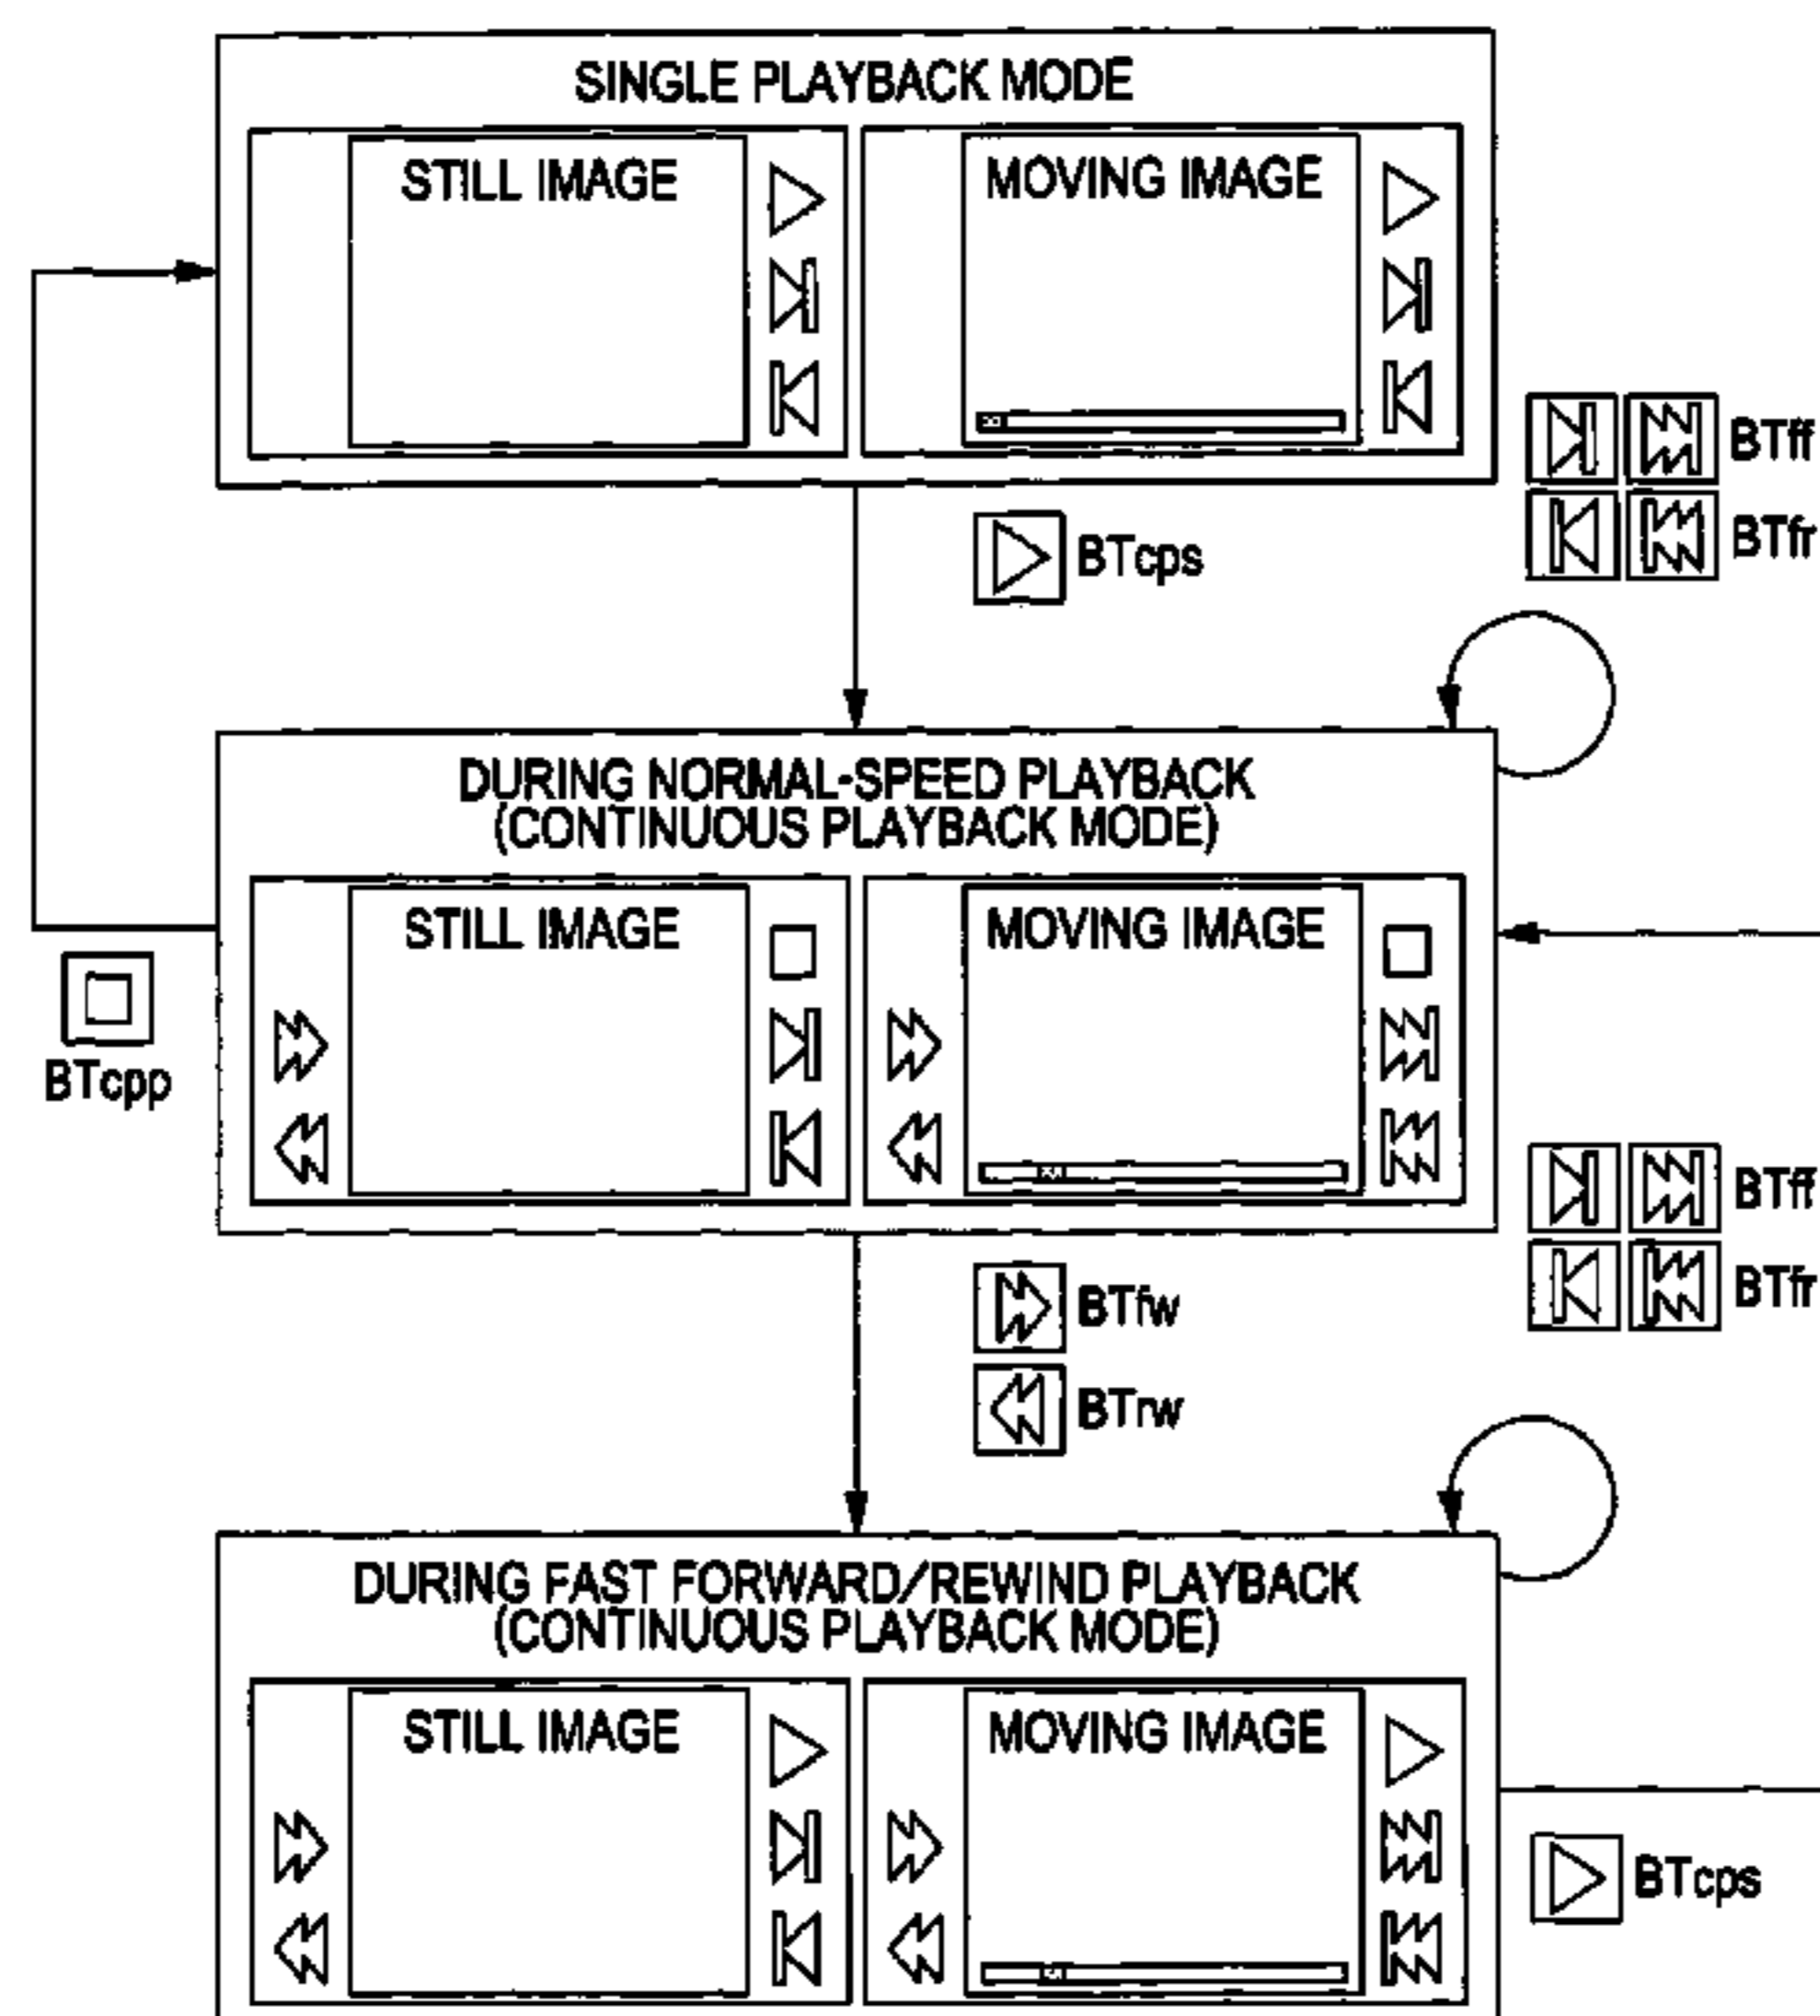 SINGLE PLAYBACK MODE
STILL IMAGE
MOVING IMAGE
BTff
BTfr
BTcps
DURING NORMAL-SPEED PLAYBACK
(CONTINUOUS PLAYBACK MODE)
STILL IMAGE
MOVING IMAGE
BTcpp
BTff
BTfr
BTfw
BTrw
DURING FAST FORWARD/REWIND PLAYBACK
(CONTINUOUS PLAYBACK MODE)
STILL IMAGE
MOVING IMAGE
BTcps